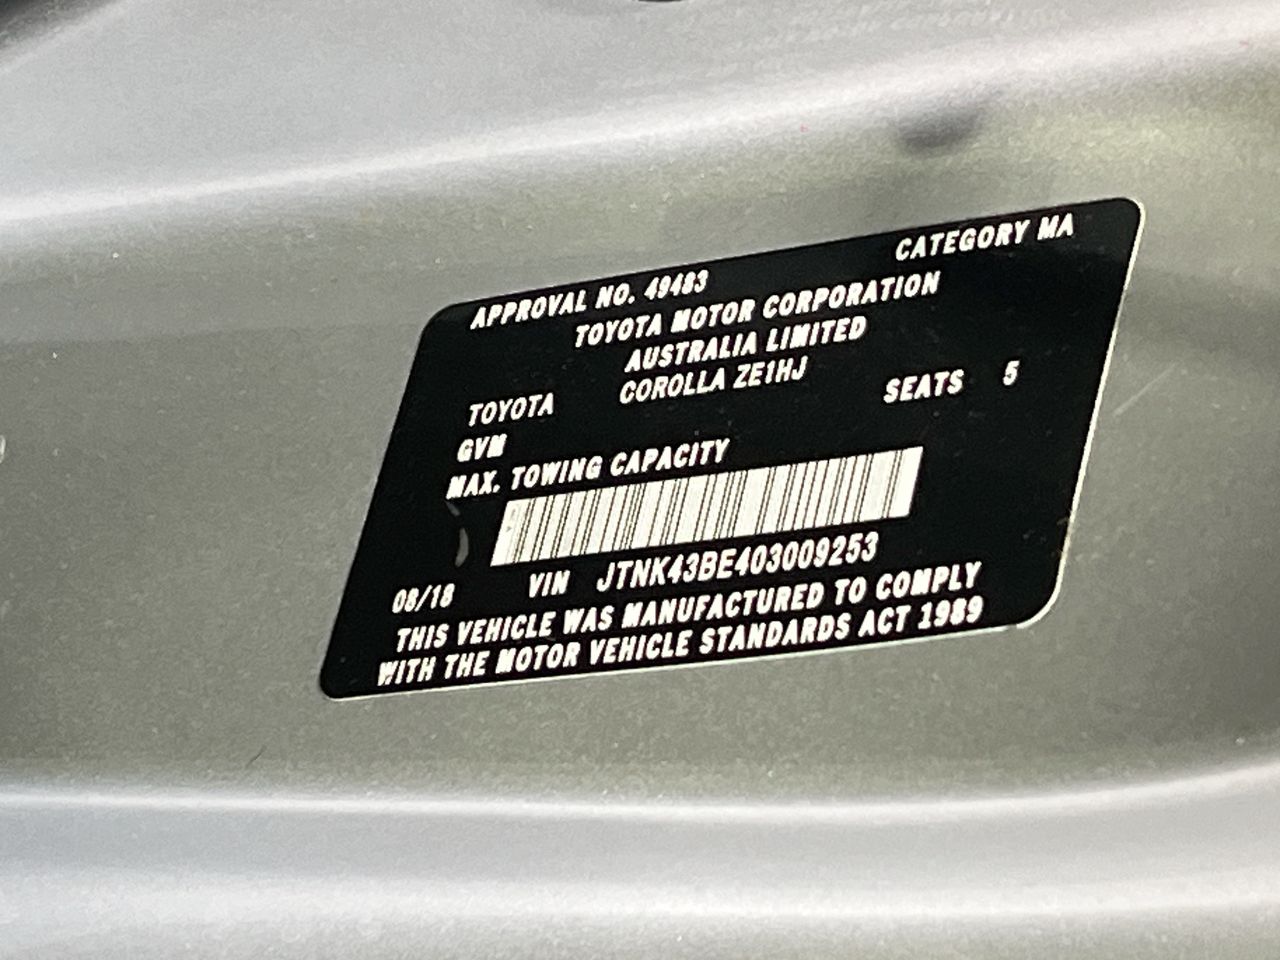 APPROVAL NO. 49483 CATEGORY MA
TOYOTA MOTOR CORPORATION
AUSTRALIA LIMITED
TOYOTA COROLLA ZE1HJ SEATS 5
GVM
MAX. TOWING CAPACITY
08/18 VIN JTNK43BE403009253
THIS VEHICLE WAS MANUFACTURED TO COMPLY
WITH THE MOTOR VEHICLE STANDARDS ACT 1989